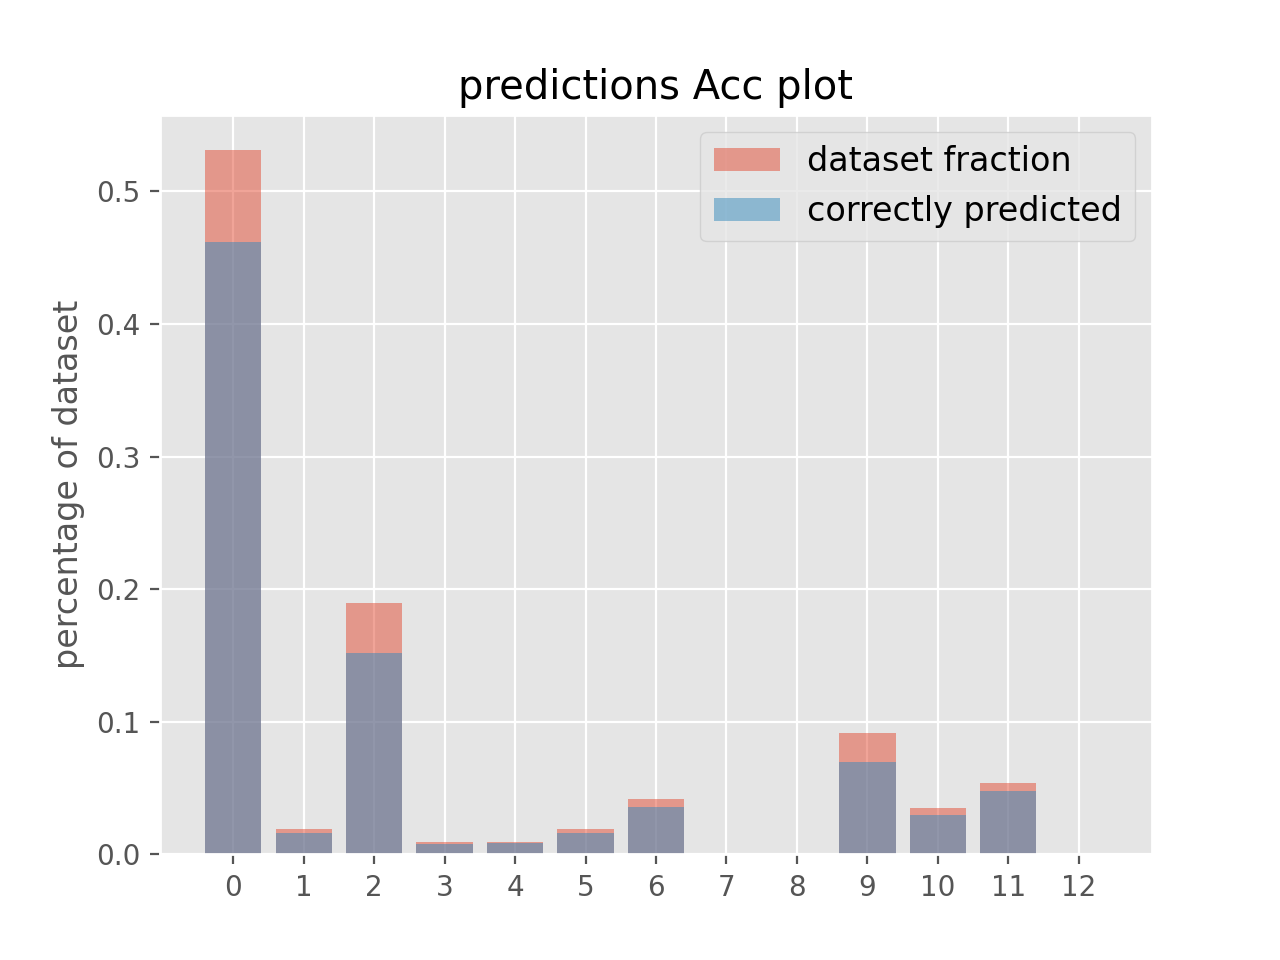 predictions Acc plot
dataset fraction
correctly predicted
percentage of dataset
0.5
0.4
0.3
0.2
0.1
0.0
0 1 2 3 4 5 6 7 8 9 10 11 12